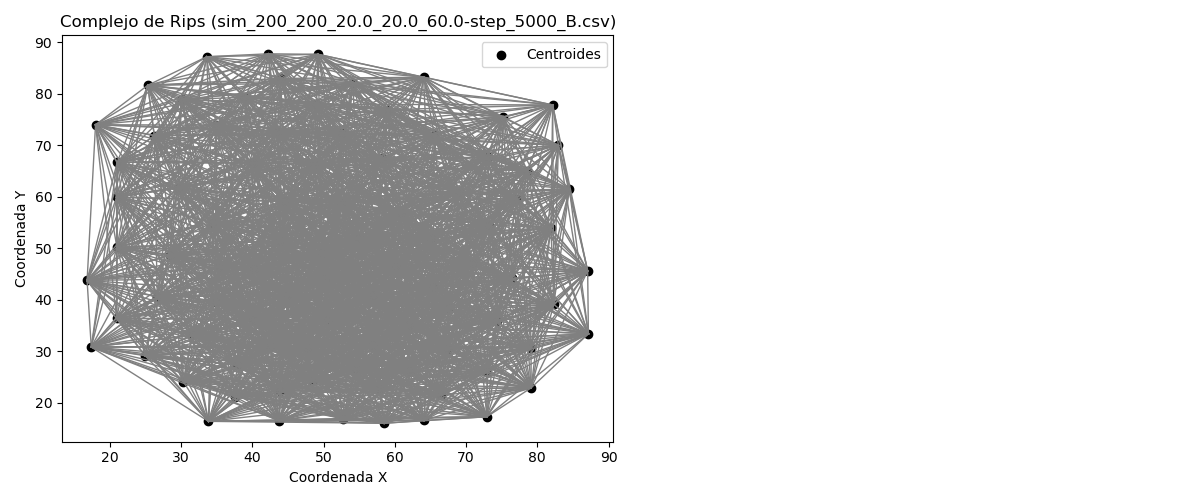 Complejo de Rips (sim_200_200_20.0_20.0_60.0-step_5000_B.csv)
Centroides
90
80
70
60
50
40
30
20
Coordenada Y
20 30 40 50 60 70 80 90
Coordenada X